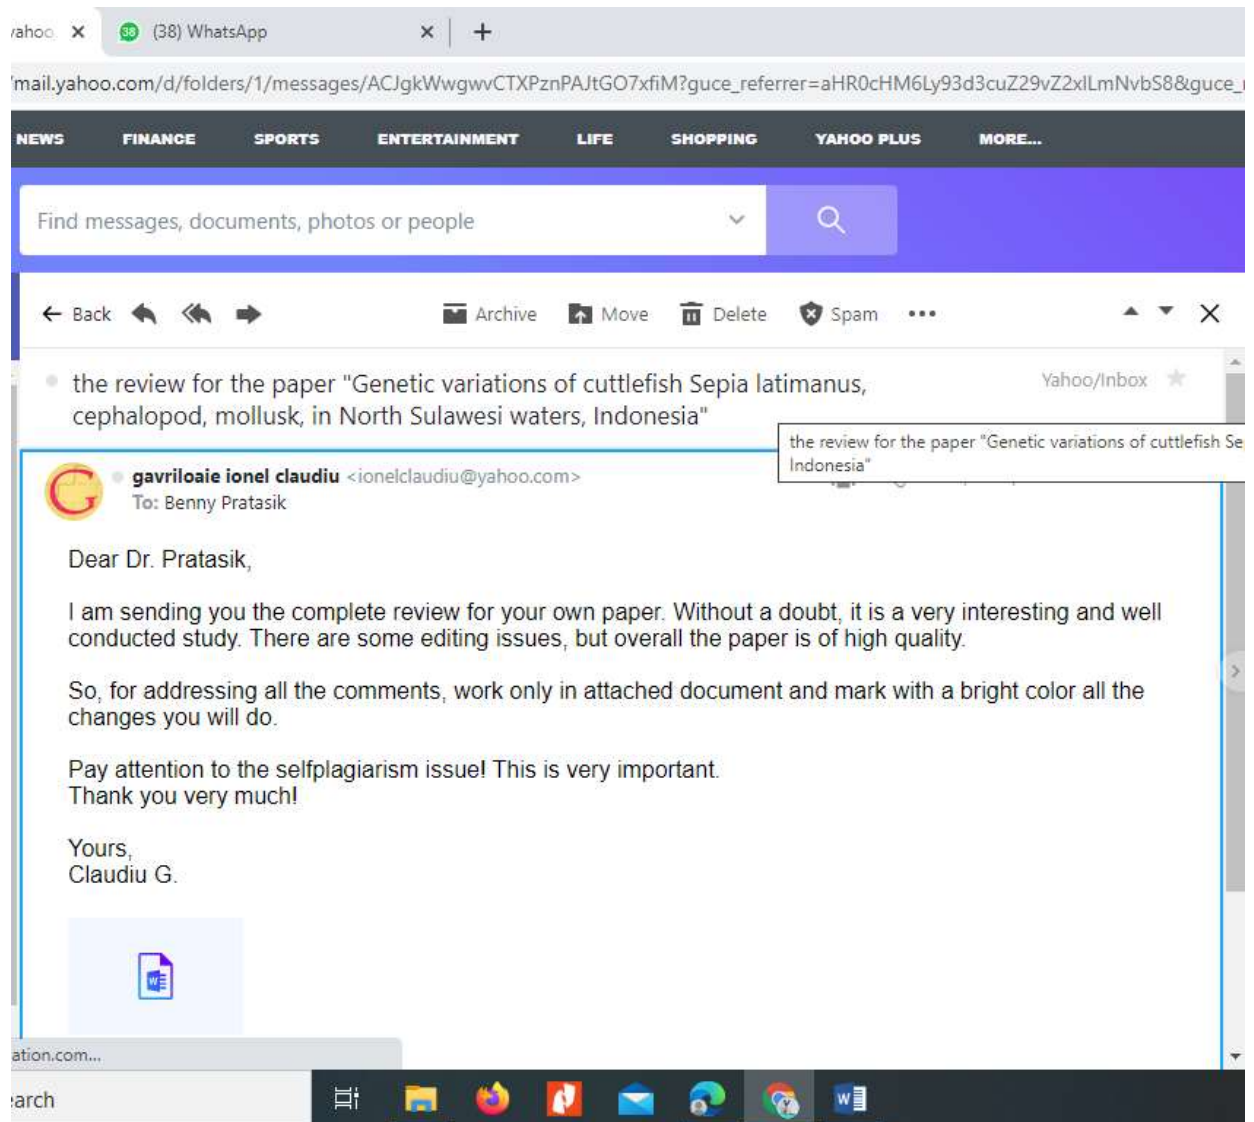 yahoo
38 (38) WhatsApp
mail.yahoo.com/d/folders/1/messages/ACJgkWwgwvCTXPznPAJtGO7xfiM?guce_referrer=aHR0cHM6Ly93d3cuZ29vZ2xlLmNvbS8&guce_
NEWS FINANCE SPORTS ENTERTAINMENT LIFE SHOPPING YAHOO PLUS MORE...
Find messages, documents, photos or people
Back Archive Move Delete Spam
the review for the paper "Genetic variations of cuttlefish Sepia latimanus, Yahoo/Inbox
cephalopod, mollusk, in North Sulawesi waters, Indonesia"
the review for the paper "Genetic variations of cuttlefish Se
Indonesia"
G
gavriloaie ionel claudiu <ionelclaudiu@yahoo.com>
To: Benny Pratasik
Dear Dr. Pratasik,
I am sending you the complete review for your own paper. Without a doubt, it is a very interesting and well
conducted study. There are some editing issues, but overall the paper is of high quality.
So, for addressing all the comments, work only in attached document and mark with a bright color all the
changes you will do.
Pay attention to the selfplagiarism issue! This is very important.
Thank you very much!
Yours,
Claudiu G.
W
ation.com...
earch
Y
W